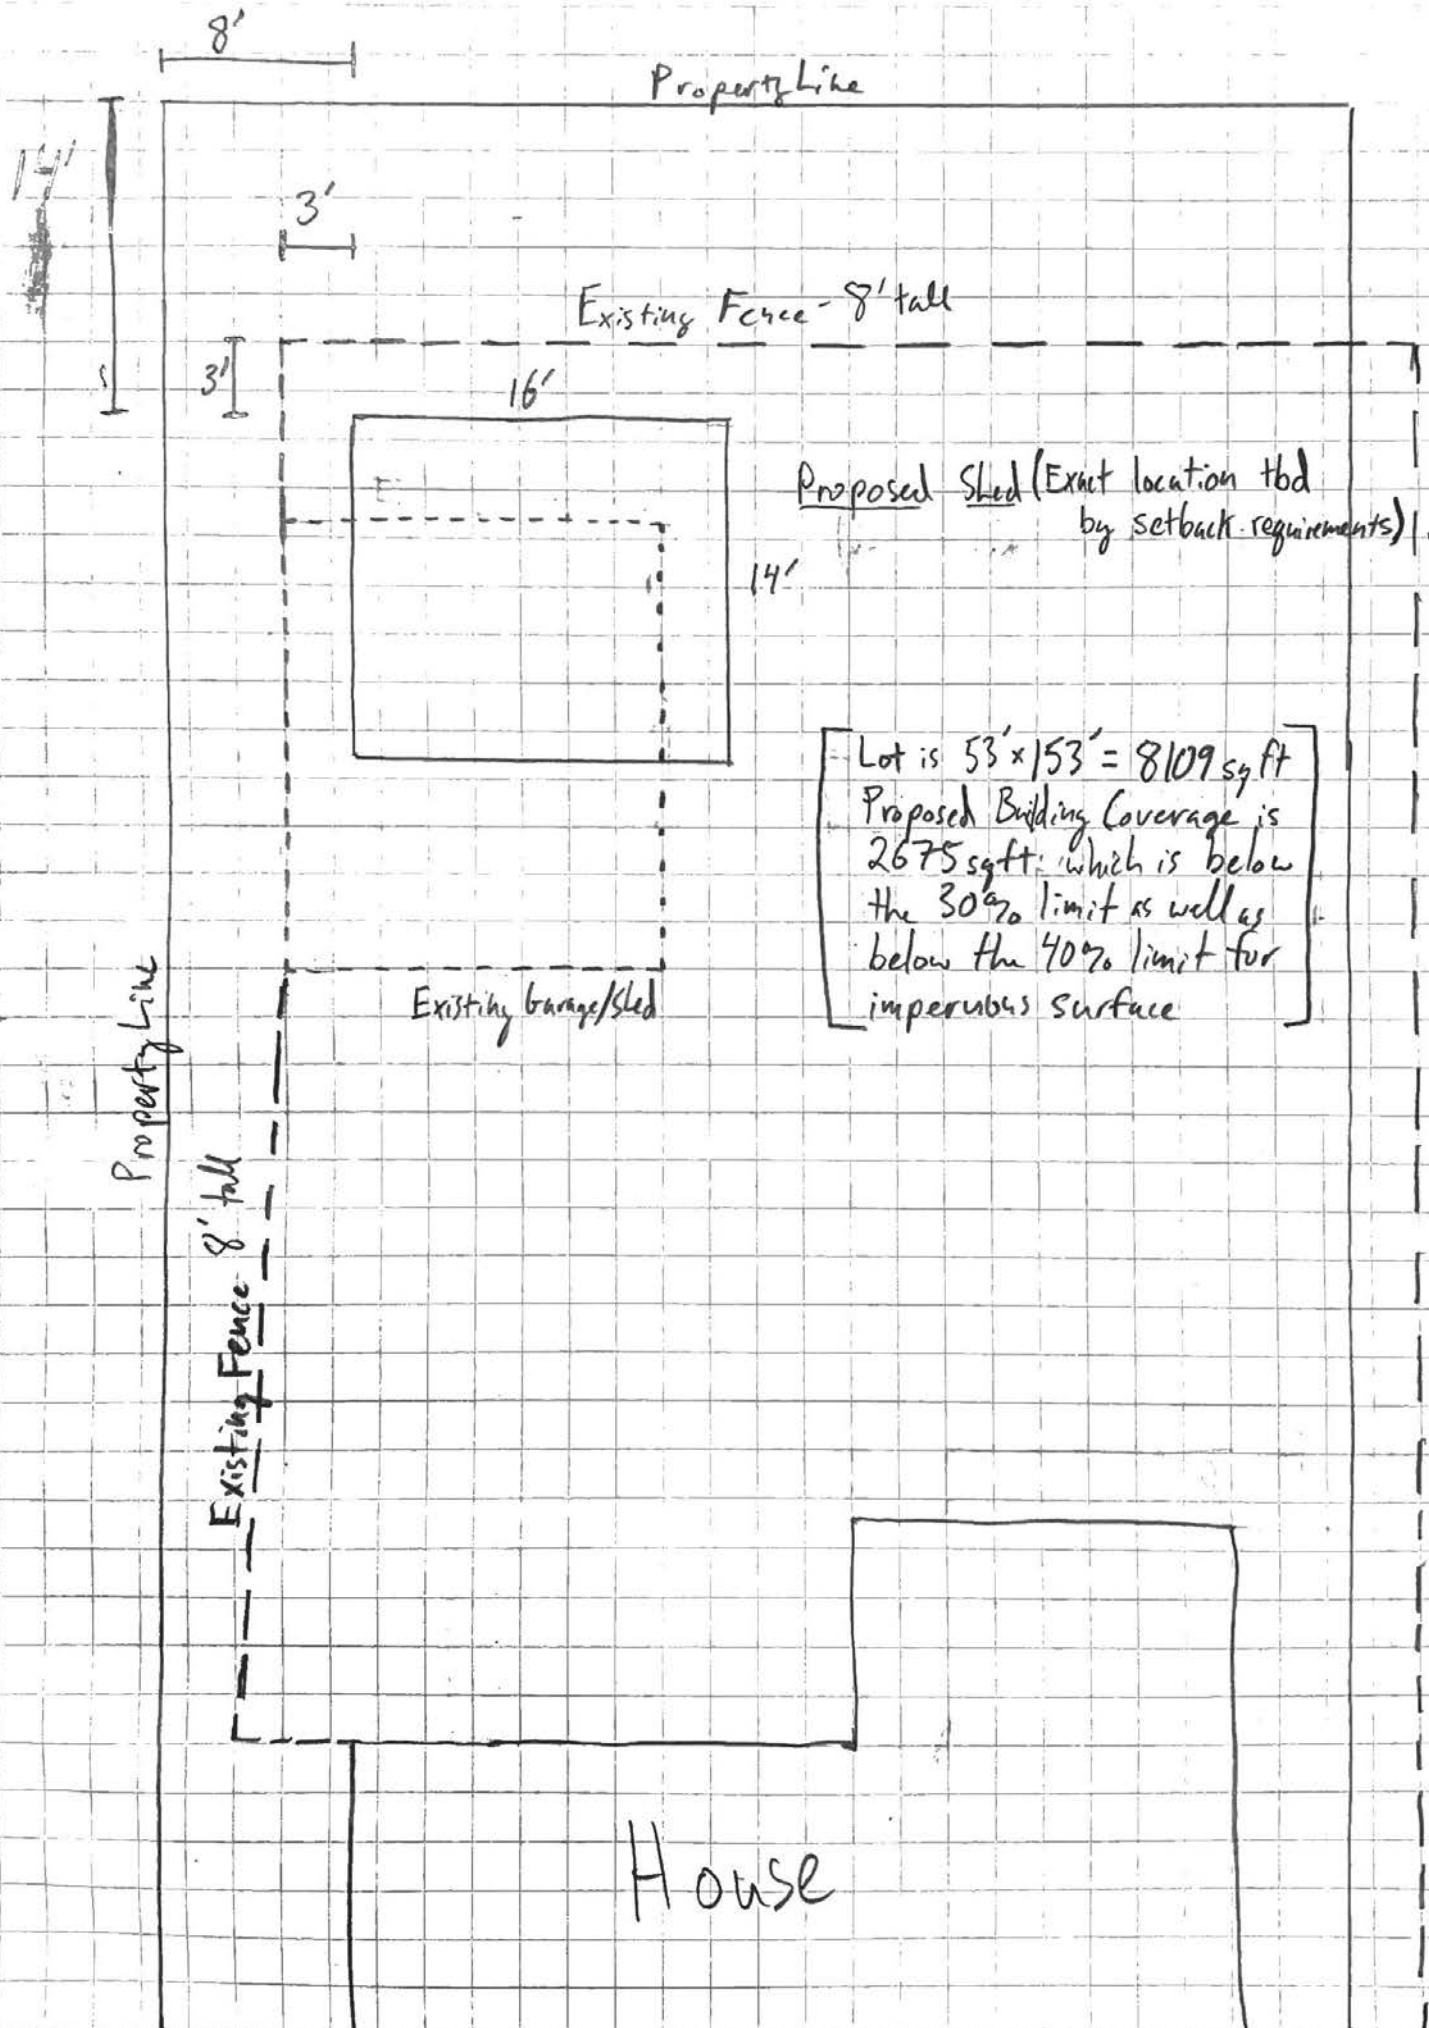 8'
Property Line
14'
3'
Existing Fence - 8' tall
3'
16'
Proposed Shed (Exact location tbd
by setback requirements)
14'
Lot is 53' x 153' = 8109 sq ft
Proposed Building Coverage is
2675 sqft. which is below
the 30% limit as well as
below the 40% limit for
impervious surface
Existing Garage/Shed
Property Line
Existing Fence 8' tall
House